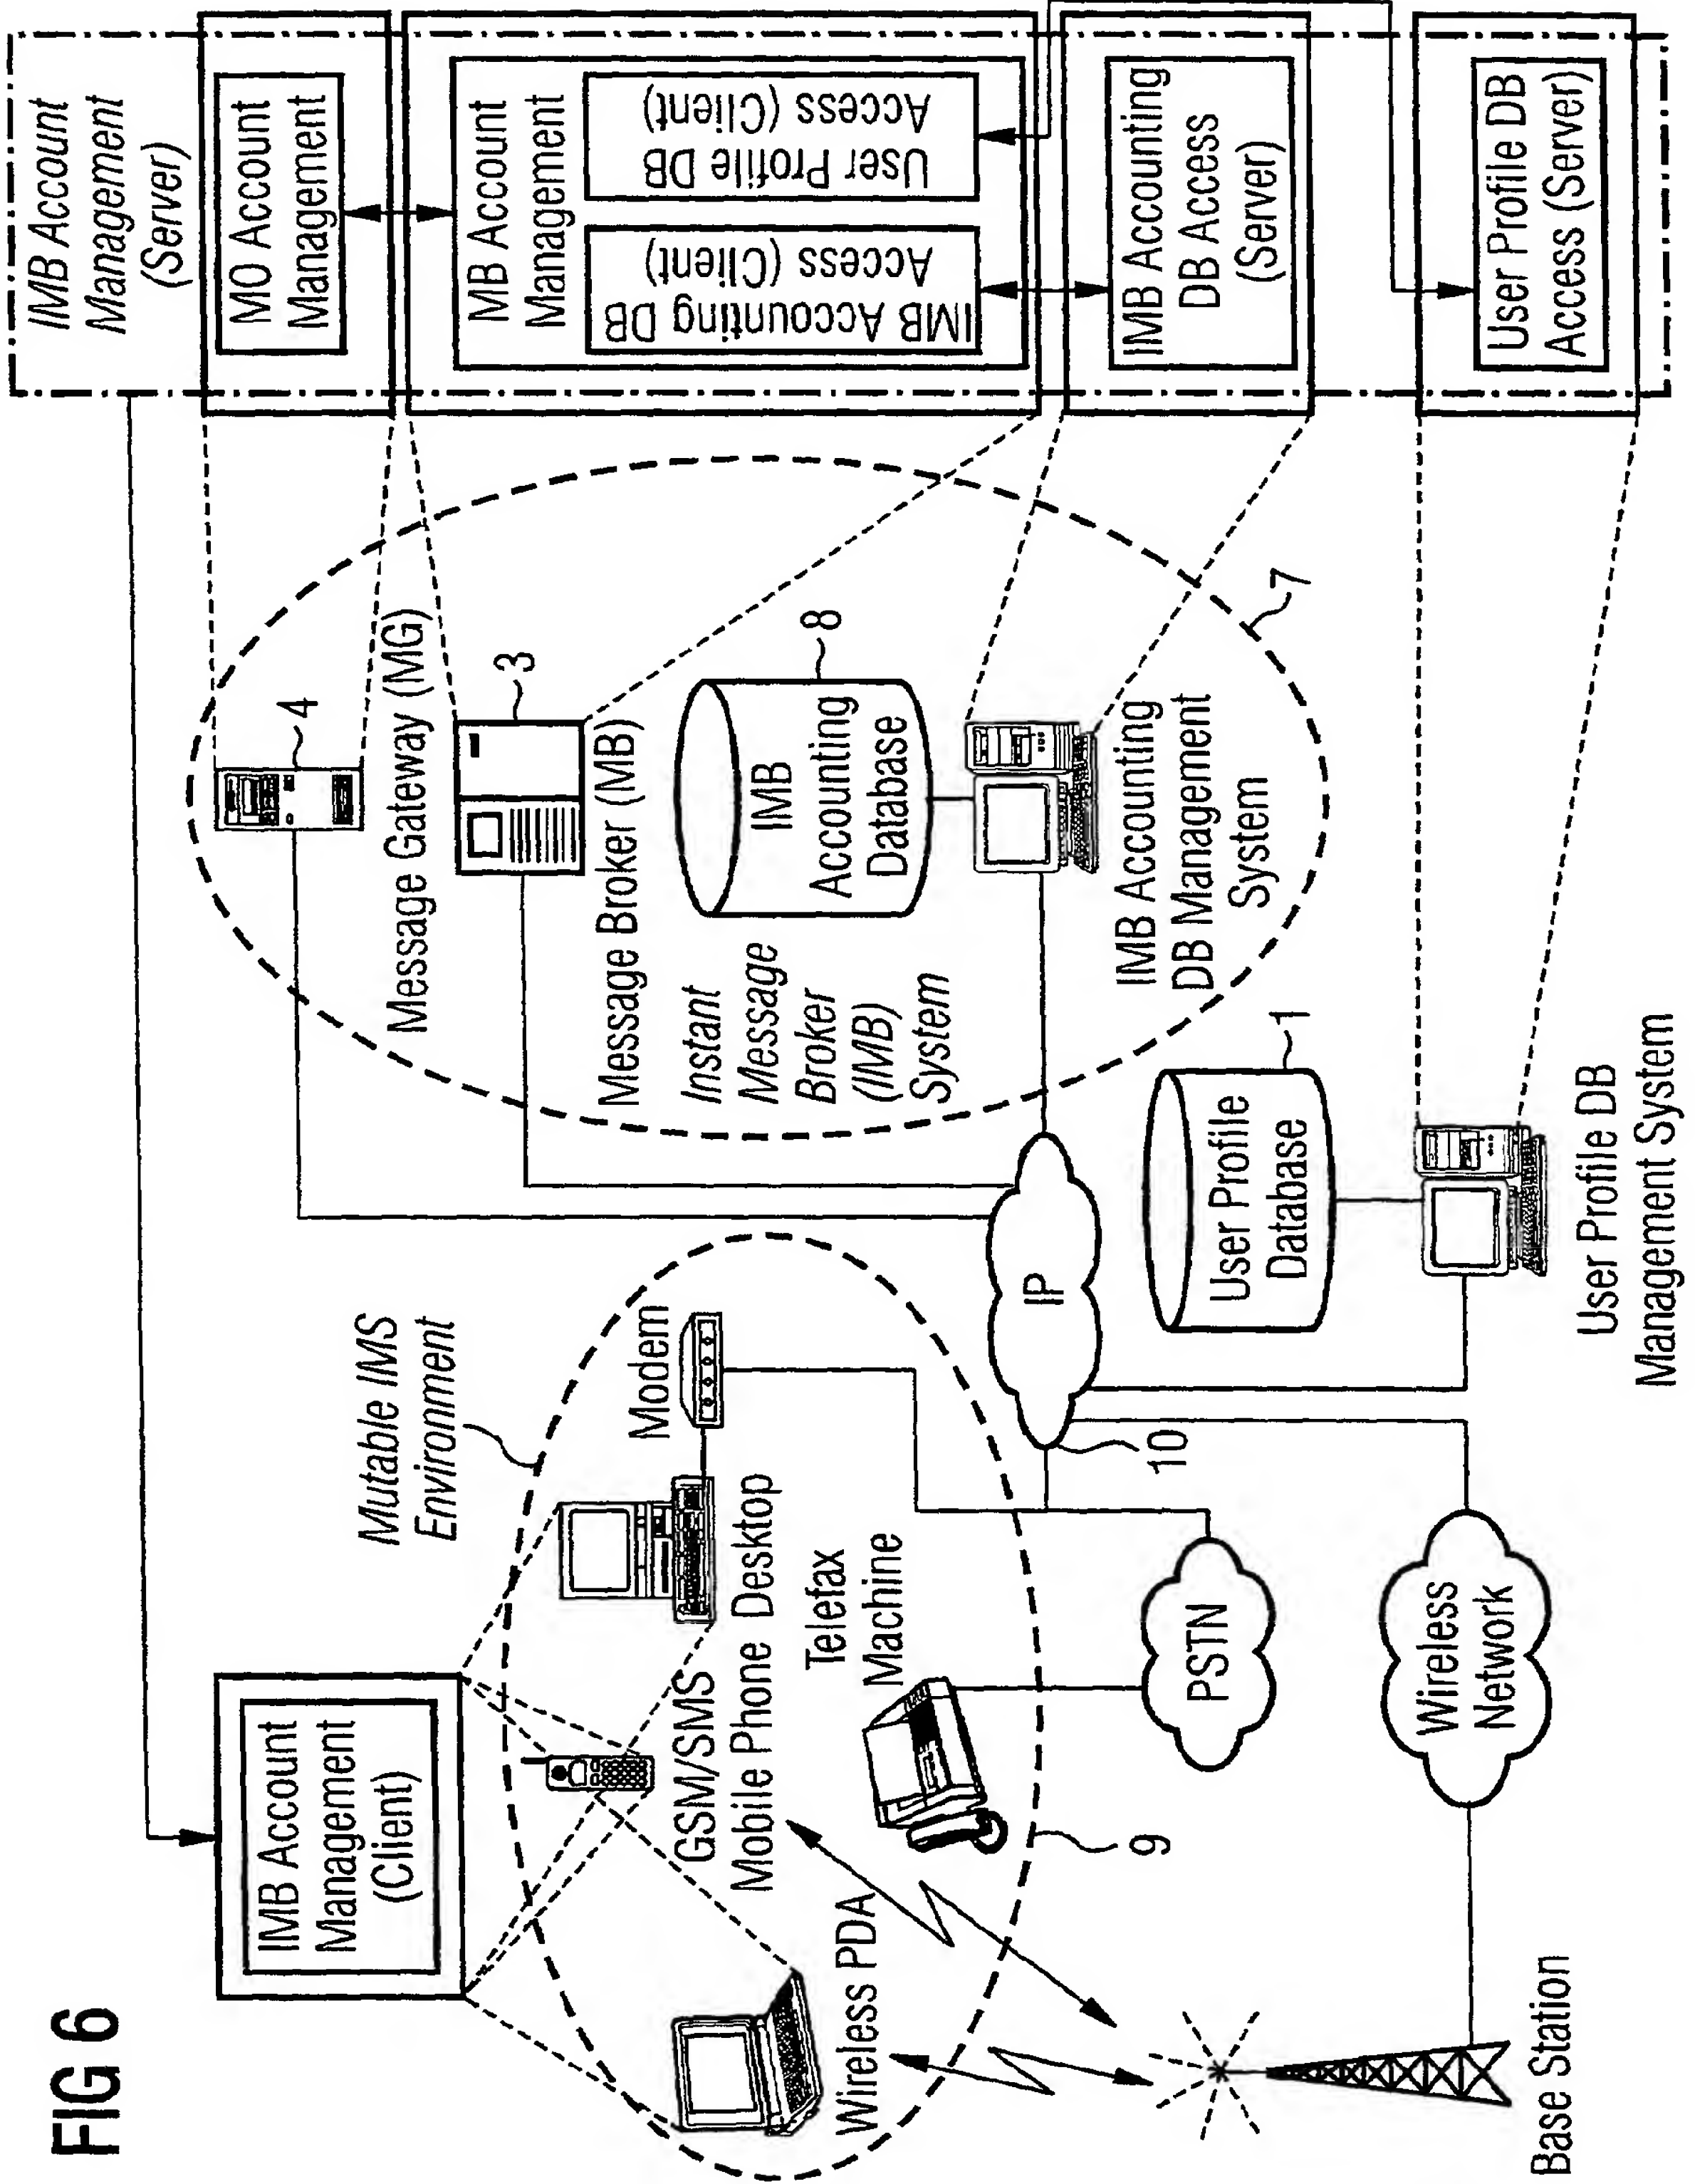 FIG 6
IMB Account
Management
(Client)
Mutable IMS
Environment
Wireless PDA
GSM/SMS
Mobile Phone
Desktop
Modem
Telefax
Machine
9
Base Station
Wireless
Network
PSTN
10
IP
User Profile
Database
1
User Profile DB
Management System
4
Message Gateway (MG)
3
Message Broker (MB)
Instant
Message
Broker
(IMB)
System
IMB
Accounting
Database
8
IMB Accounting
DB Management
System
7
IMB Account
Management
(Server)
MO Account
Management
IMB Account
Management
IMB Accounting DB
Access (Client)
User Profile DB
Access (Client)
IMB Accounting
DB Access
(Server)
User Profile DB
Access (Server)